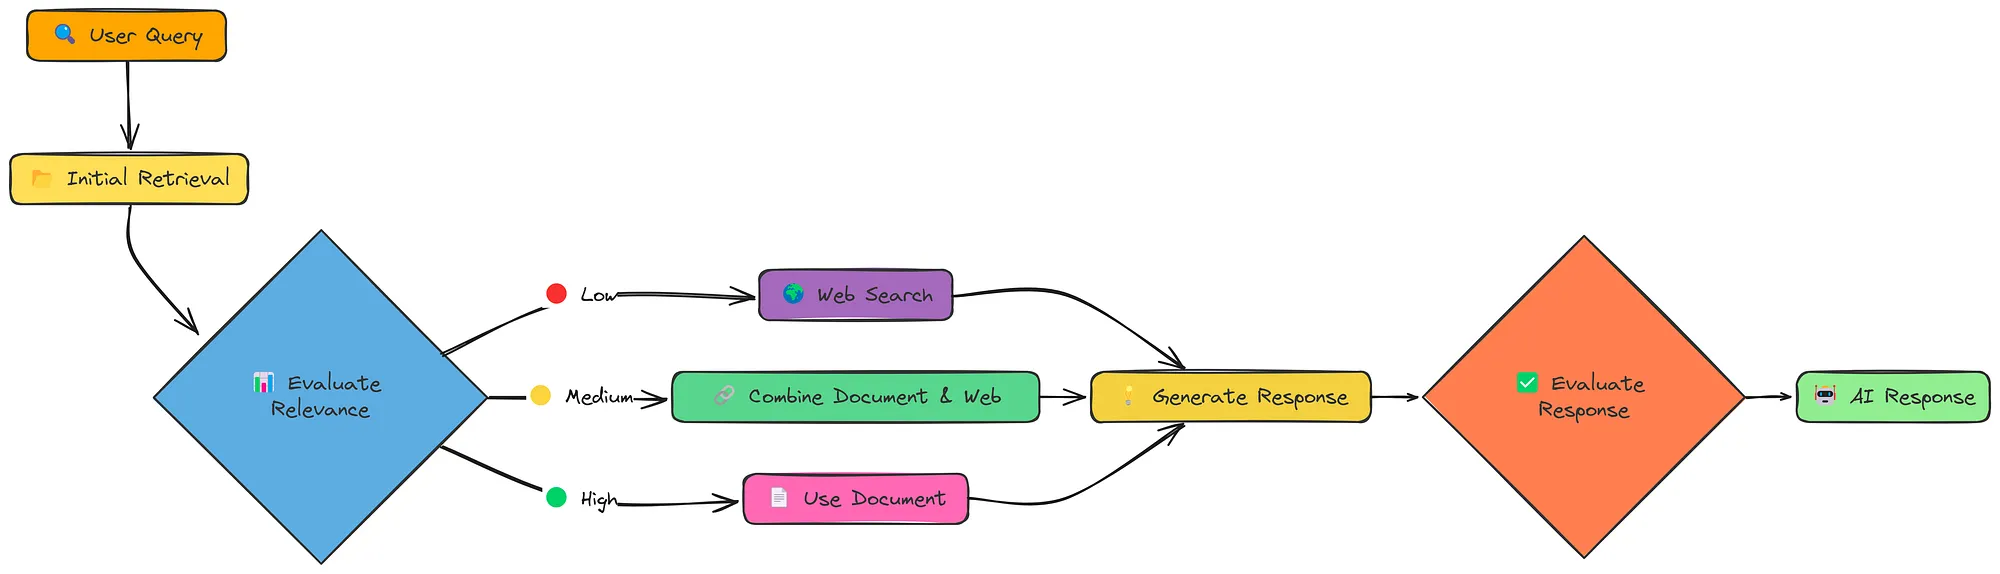 User Query
Initial Retrieval
Evaluate
Relevance
Low
Medium
High
Web Search
Combine Document & Web
Use Document
Generate Response
Evaluate
Response
AI Response